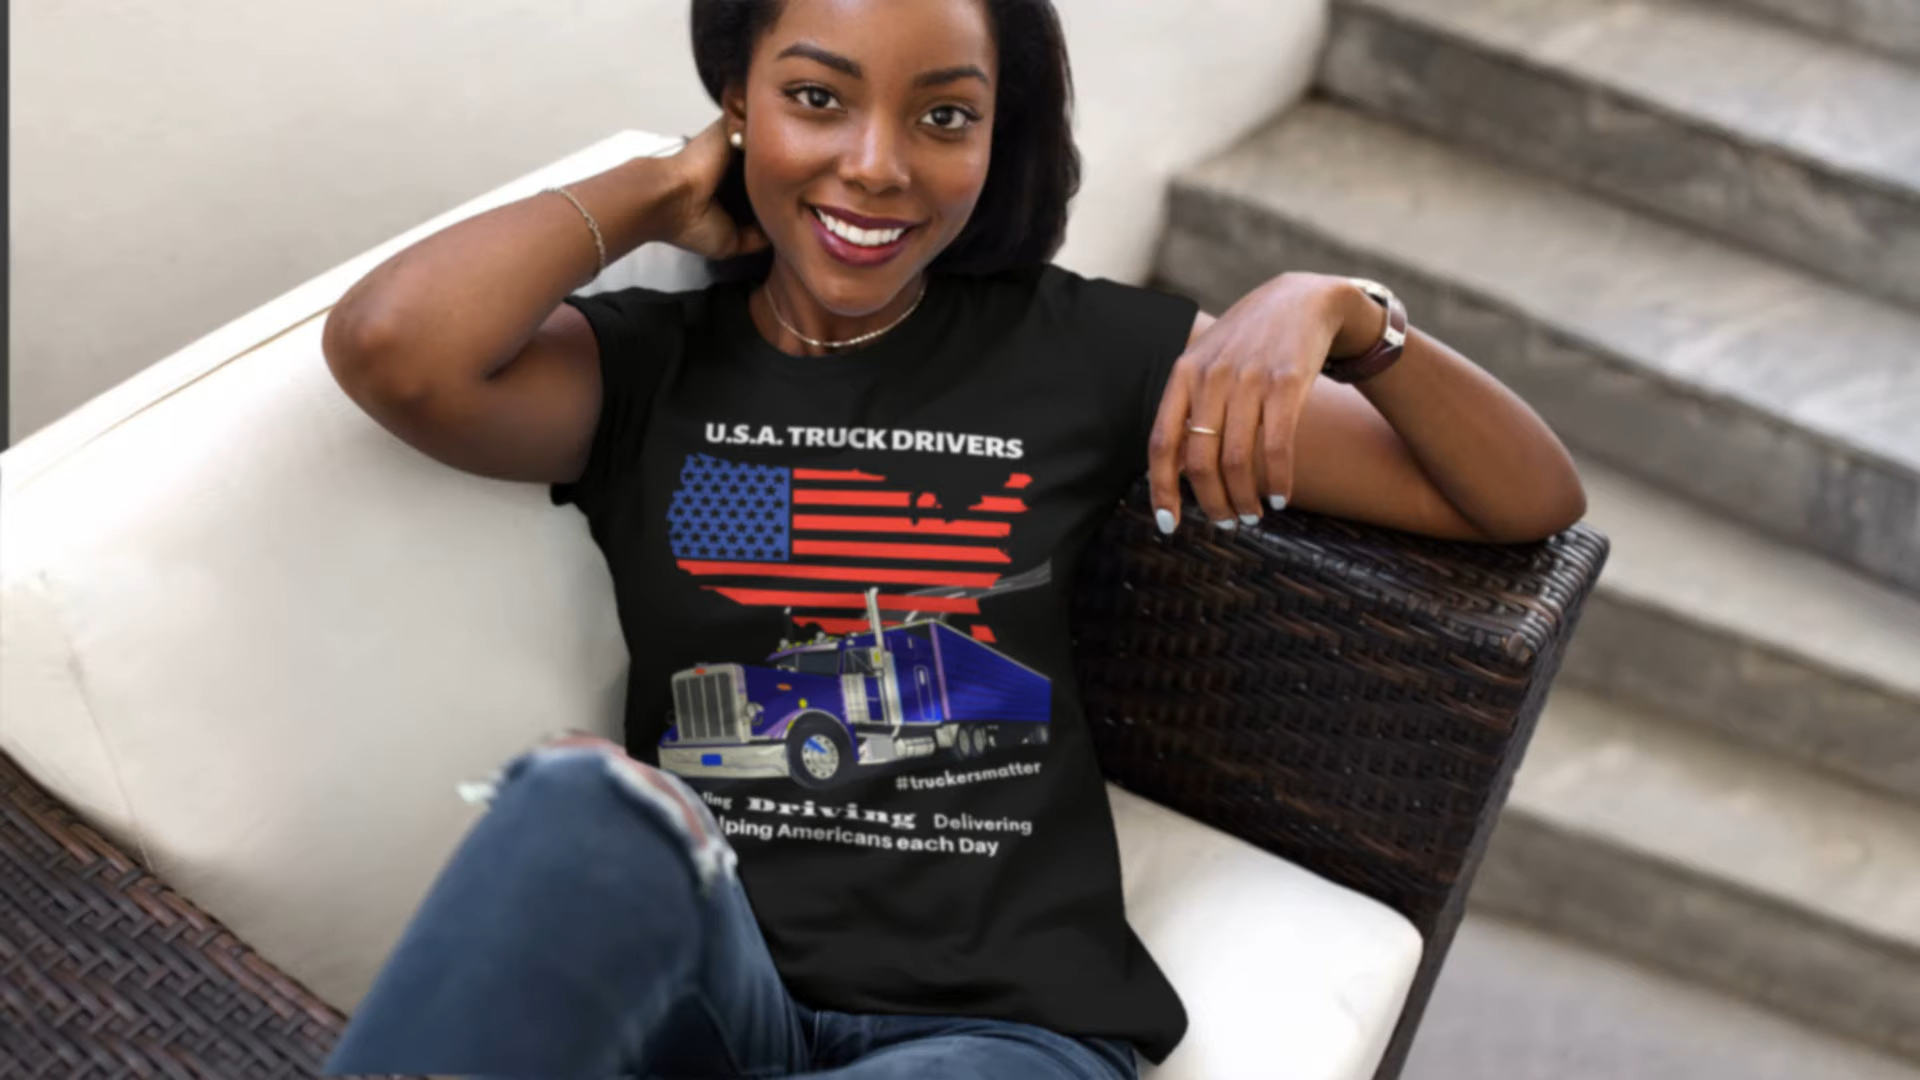 U.S.A. TRUCK DRIVERS
#truckersmatter
Driving Delivering
Americans each Day